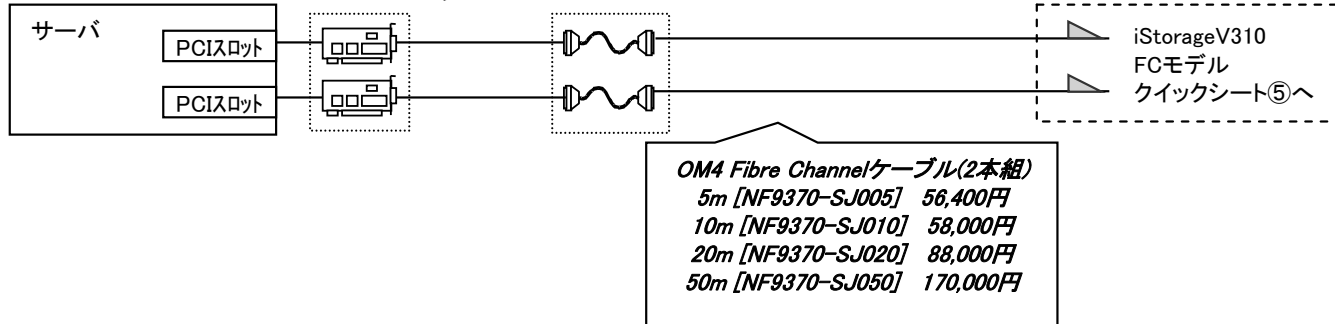 サーバ
PCIスロット
PCIスロット
iStorageV310
FCモデル
クイックシート⑤へ
OM4 Fibre Channelケーブル(2本組)
5m [NF9370-SJ005] 56,400円
10m [NF9370-SJ010] 58,000円
20m [NF9370-SJ020] 88,000円
50m [NF9370-SJ050] 170,000円